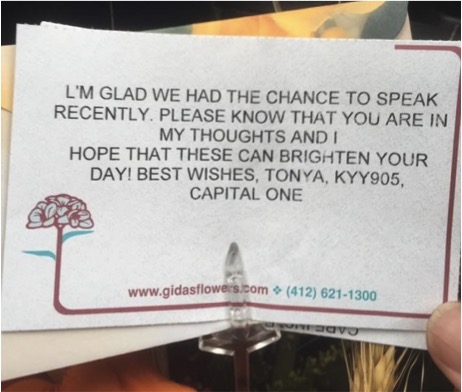 L'M GLAD WE HAD THE CHANCE TO SPEAK
RECENTLY. PLEASE KNOW THAT YOU ARE IN
MY THOUGHTS AND I
HOPE THAT THESE CAN BRIGHTEN YOUR
DAY! BEST WISHES, TONYA, KYY905,
CAPITAL ONE
www.gidasflowers.com ❖ (412) 621-1300